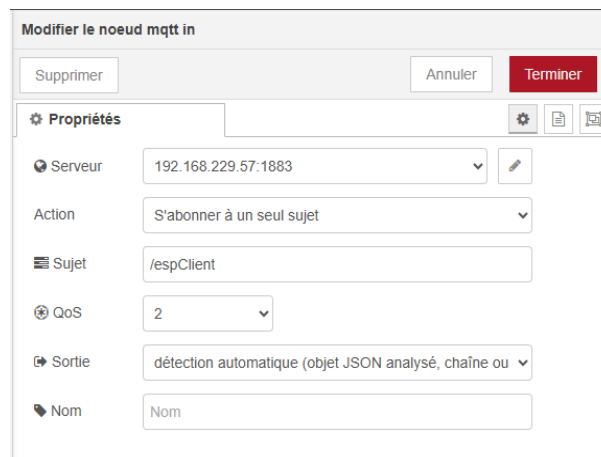 Modifier le noeud mqtt in
Supprimer Annuler Terminer
Propriétés
Serveur 192.168.229.57:1883
Action S'abonner à un seul sujet
Sujet /espClient
QoS 2
Sortie détection automatique (objet JSON analysé, chaîne ou
Nom Nom